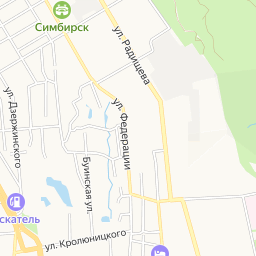 Симбирск
ул. Радищева
ул. Федерации
ул. Дзержинского
Буинская ул.
скатель
ул. Кролюницкого